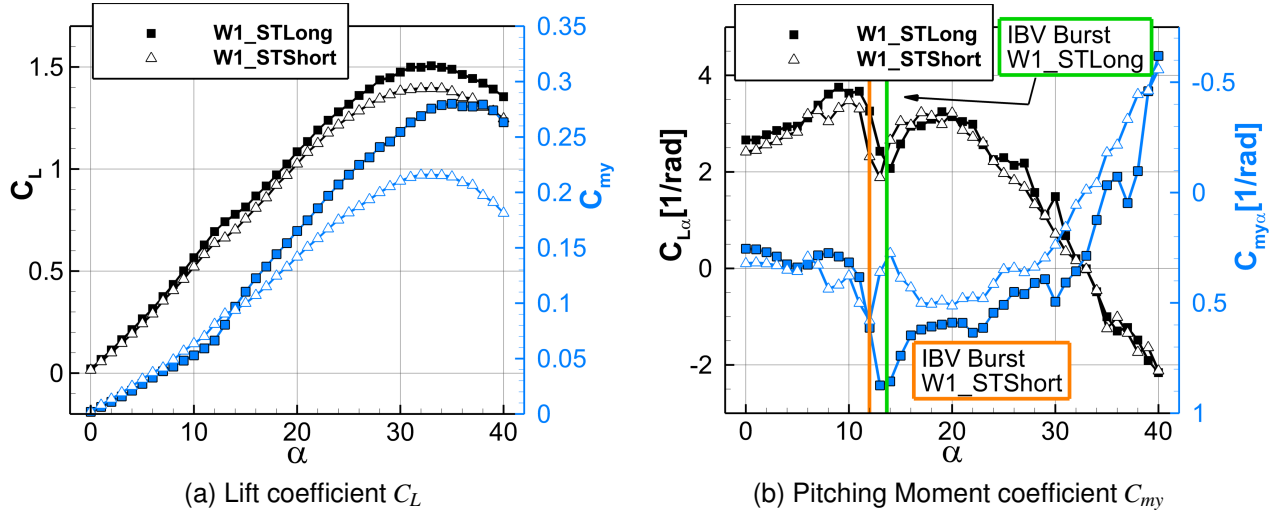 W1_STLong
W1_STShort
C_L
1.5
1
0.5
0
0.35
0.3
0.25
0.2
0.15
0.1
0.05
0
C_my
0 10 20 30 40
α
(a) Lift coefficient C_L
W1_STLong
W1_STShort
IBV Burst
W1_STLong
C_Lα[1/rad]
4
2
0
-2
-0.5
0
0.5
1
C_myα[1/rad]
IBV Burst
W1_STShort
0 10 20 30 40
α
(b) Pitching Moment coefficient C_my